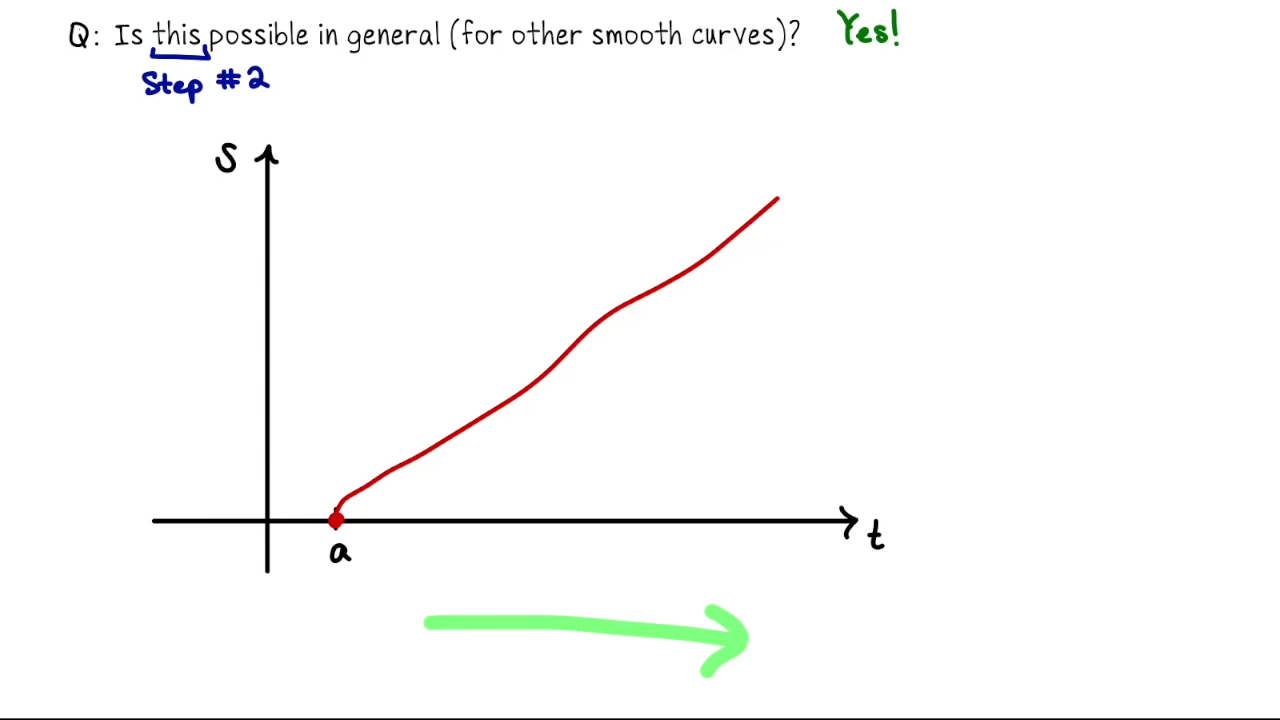 Q: Is this possible in general (for other smooth curves)? Yes!
Step #2
S
a
t